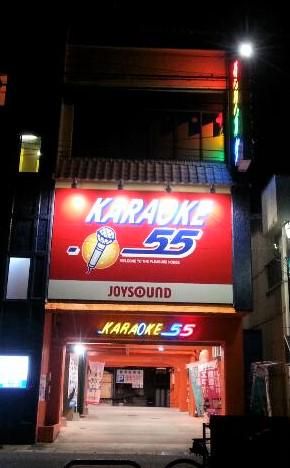 KARAOKE
55
WELCOME TO THE PLEASURE HOUSE
JOYSOUND
KARAOKE 55